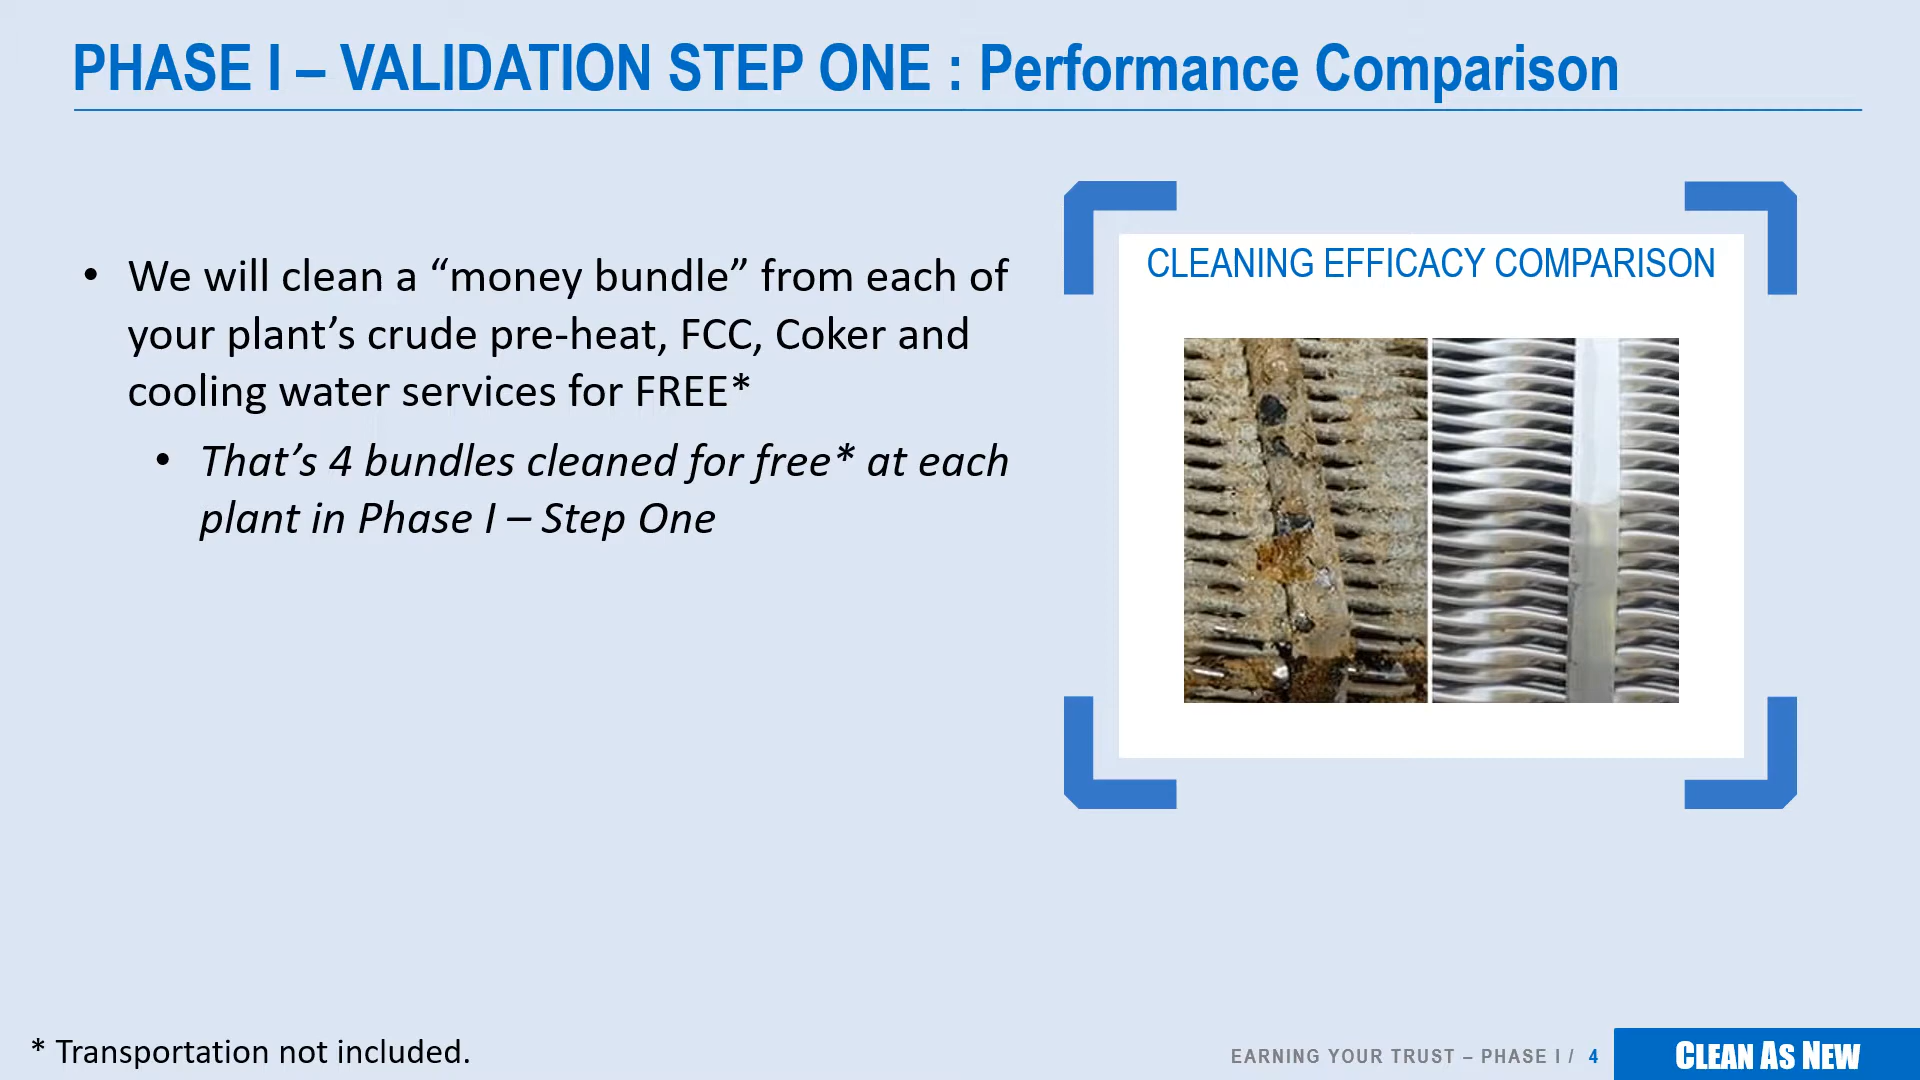 PHASE I – VALIDATION STEP ONE : Performance Comparison
• We will clean a “money bundle” from each of
your plant’s crude pre-heat, FCC, Coker and
cooling water services for FREE*
• That’s 4 bundles cleaned for free* at each
plant in Phase I – Step One
CLEANING EFFICACY COMPARISON
* Transportation not included.
EARNING YOUR TRUST – PHASE I / 4
CLEAN AS NEW